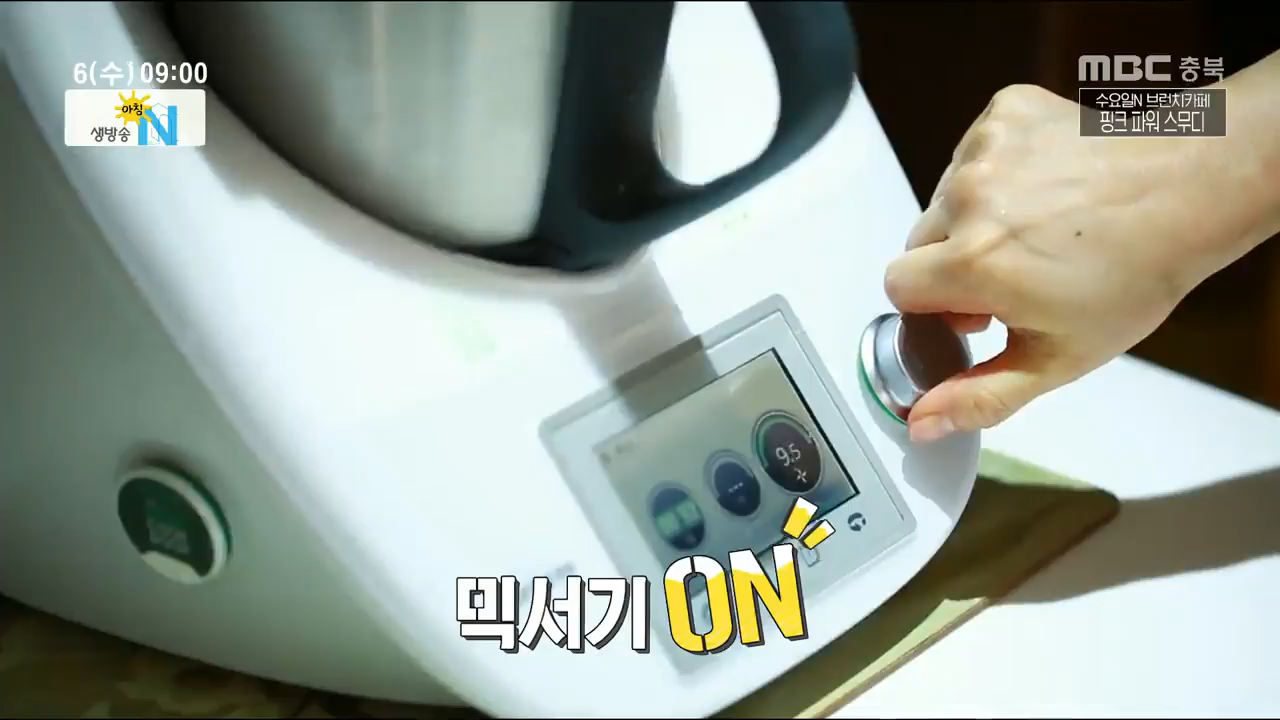 6(수) 09:00
아침
생방송 N
MBC 충북
수요일N 브런치카페
핑크 파워 스무디
9.5
믹서기 ON